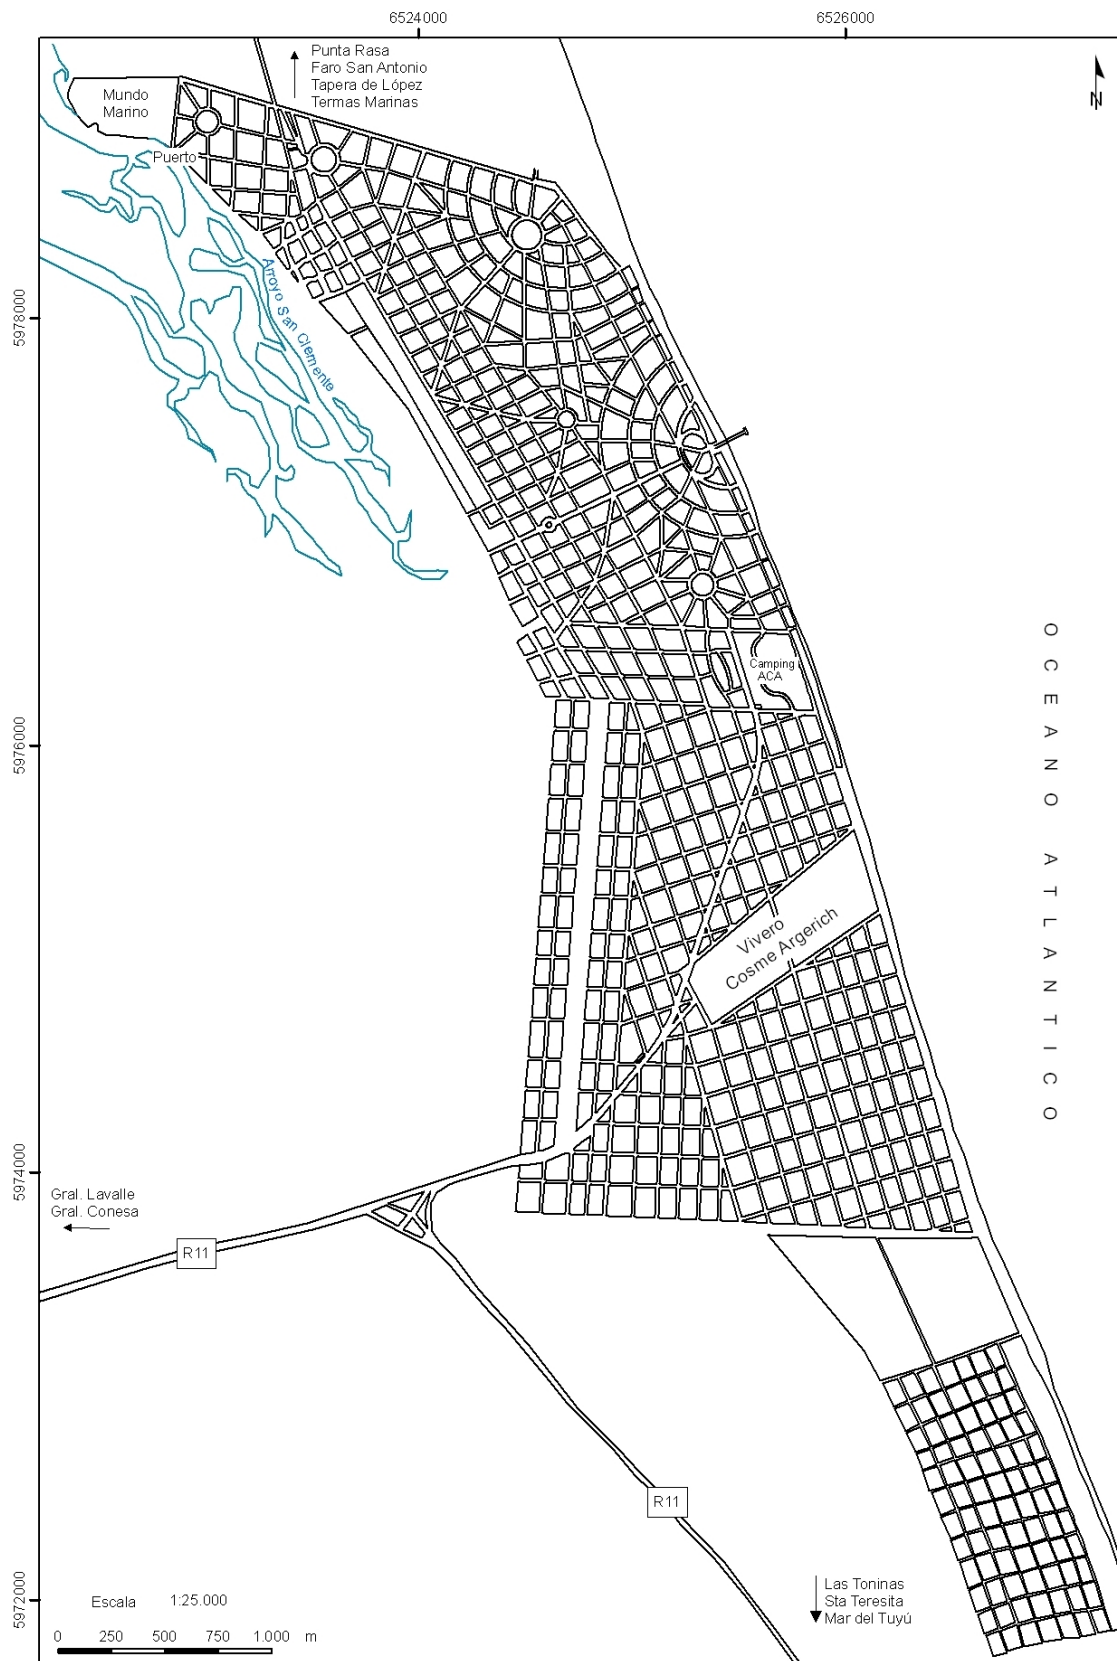 6524000
6526000
Punta Rasa
Faro San Antonio
Tapera de López
Termas Marinas
Mundo
Marino
N
Puerto
Arroyo San Clemente
5978000
Camping
ACA
OCEANO ATLANTICO
5976000
Vivero
Cosme Argerich
5974000
Gral. Lavalle
Gral. Conesa
R11
R11
5972000
Las Toninas
Sta Teresita
Mar del Tuyú
Escala 1:25.000
0 250 500 750 1.000 m